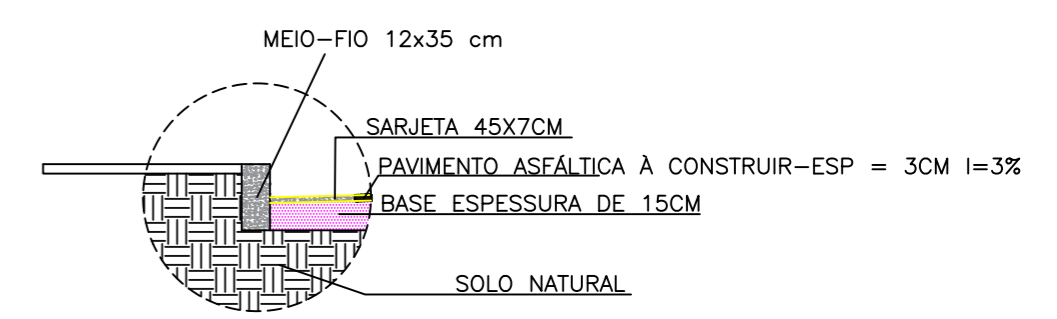 MEIO-FIO 12x35 cm
SARJETA 45X7CM
PAVIMENTO ASFÁLTICA À CONSTRUIR-ESP = 3CM I=3%
BASE ESPESSURA DE 15CM
SOLO NATURAL